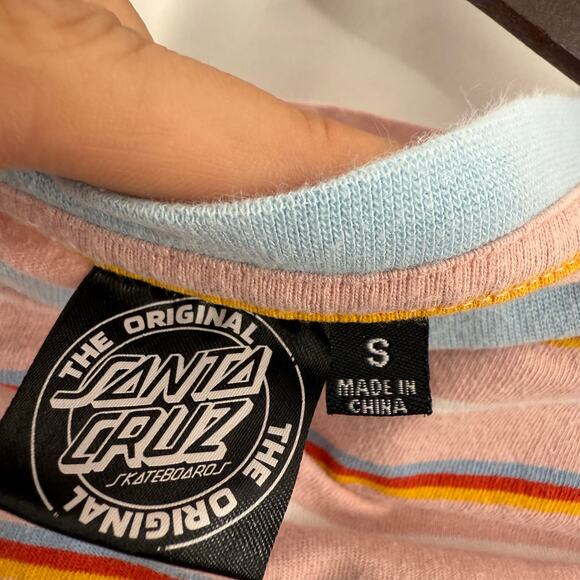 THE ORIGINAL
SANTA
CRUZ
SKATEBOARDS
THE ORIGINAL
S
MADE IN
CHINA